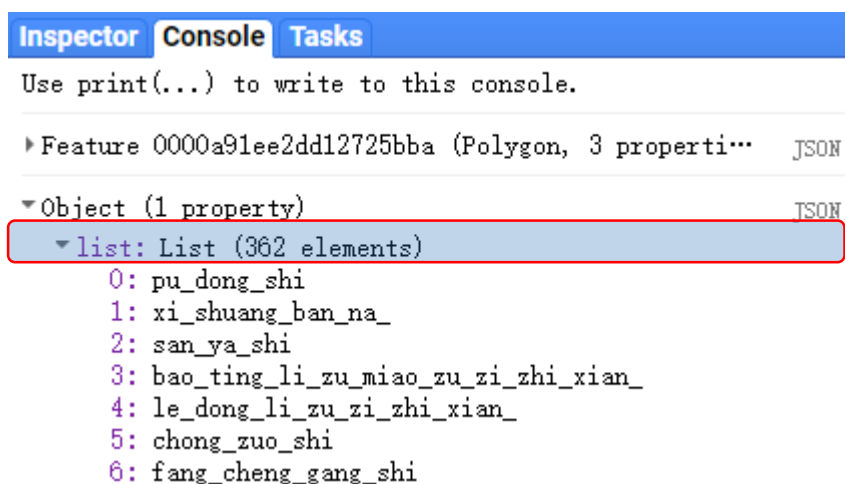 Inspector Console Tasks
Use print(...) to write to this console.
Feature 0000a91ee2dd12725bba (Polygon, 3 properti⋯ JSON
Object (1 property) JSON
list: List (362 elements)
0: pu_dong_shi
1: xi_shuang_ban_na_
2: san_ya_shi
3: bao_ting_li_zu_miao_zu_zi_zhi_xian_
4: le_dong_li_zu_zi_zhi_xian_
5: chong_zuo_shi
6: fang_cheng_gang_shi